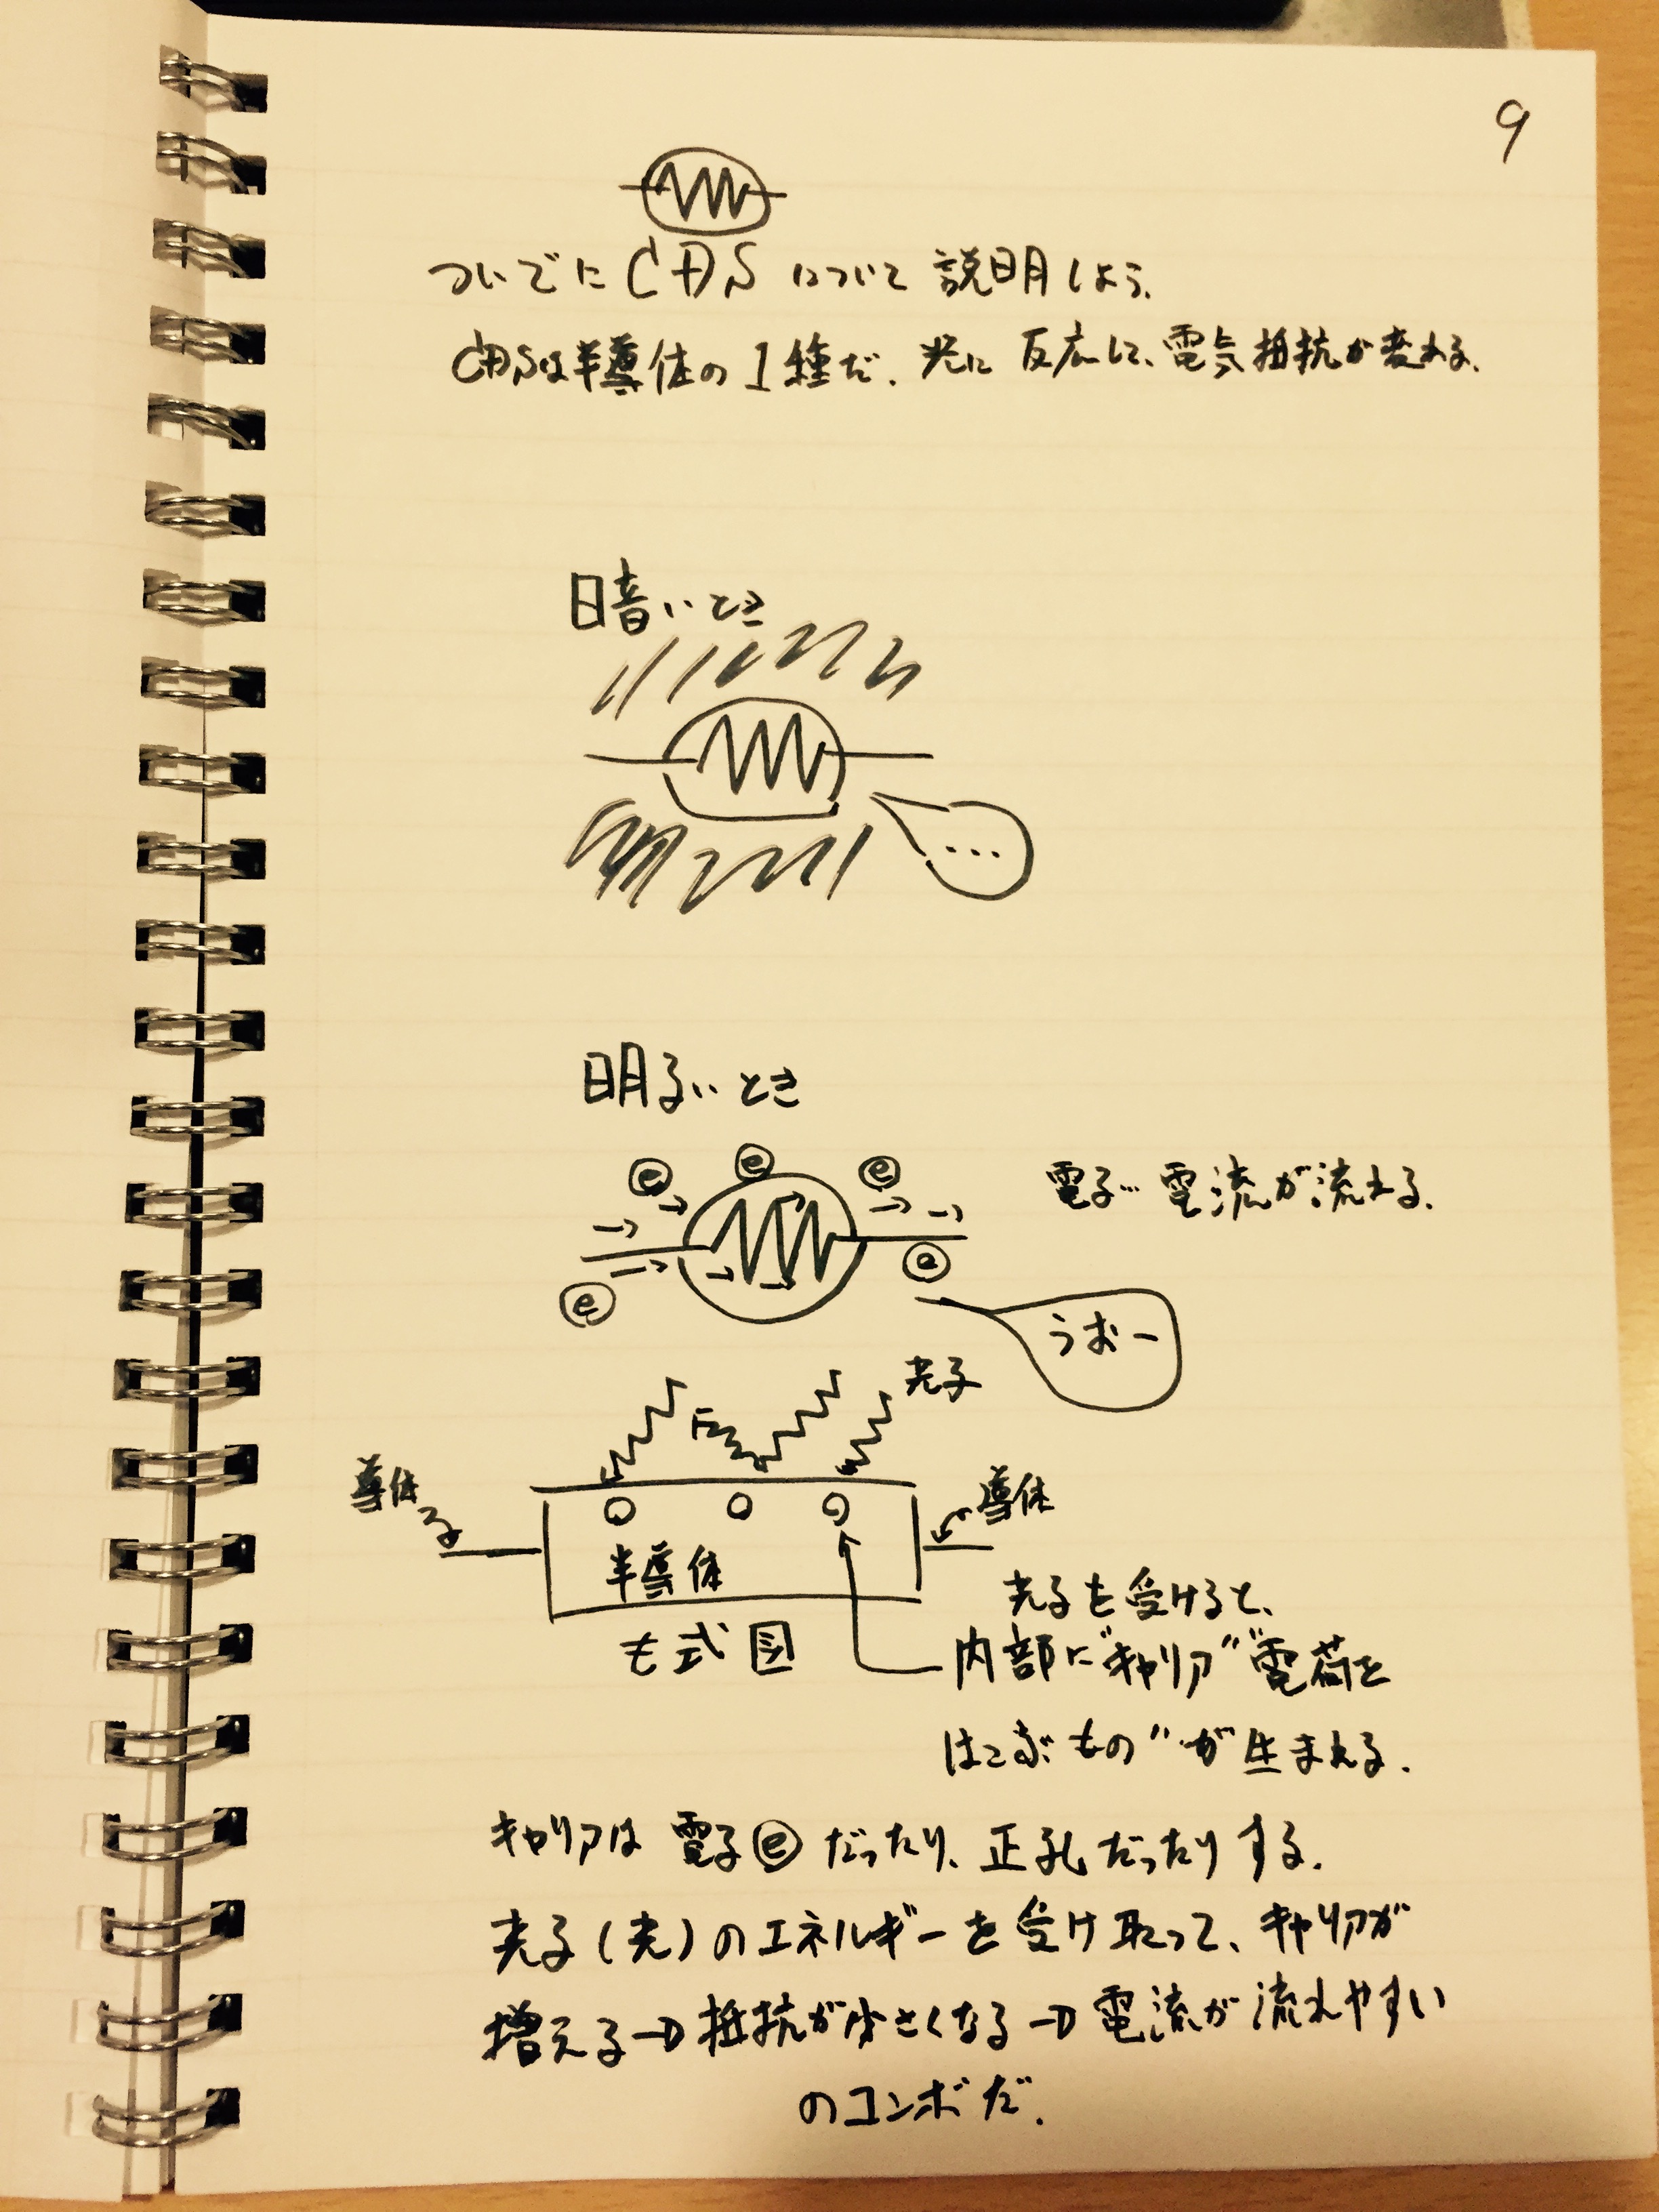 9
ついでに CDS について 説明しよう.
CDSは半導体の1種だ. 光に 反応して、電気抵抗が変わる.
暗いとき
...
明るいとき
e e e
電子… 電流が流れる.
e e
うおー
光子
導体
導体
半導体
も式図
光子を受けると、
内部に"キャリア""電荷を
はこぶもの"が生まれる.
キャリアは 電子 e だったり、正孔だったりする.
光子(光)のエネルギーを受け取って、キャリアが
増える→抵抗が小さくなる→電流が流れやすい
のコンボだ.